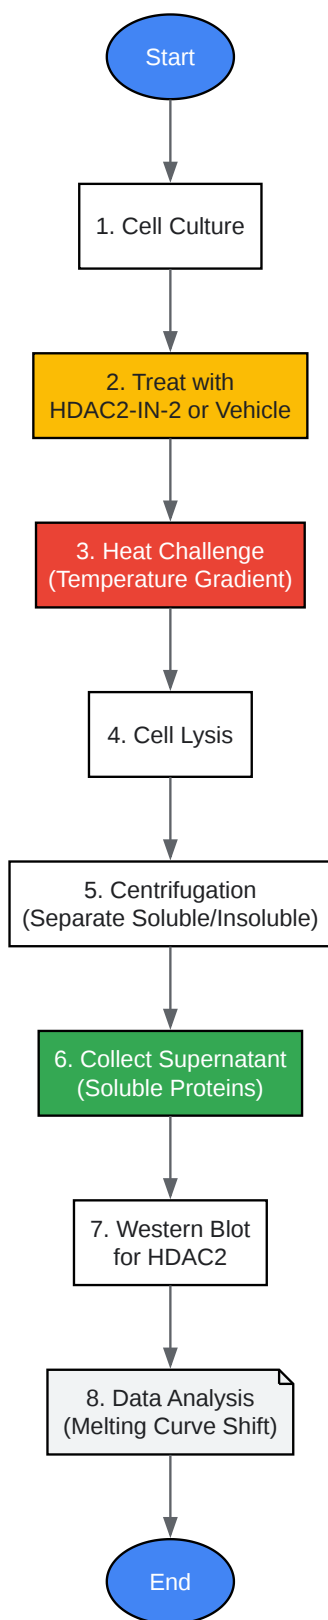 Start
1. Cell Culture
2. Treat with
HDAC2-IN-2 or Vehicle
3. Heat Challenge
(Temperature Gradient)
4. Cell Lysis
5. Centrifugation
(Separate Soluble/Insoluble)
6. Collect Supernatant
(Soluble Proteins)
7. Western Blot
for HDAC2
8. Data Analysis
(Melting Curve Shift)
End